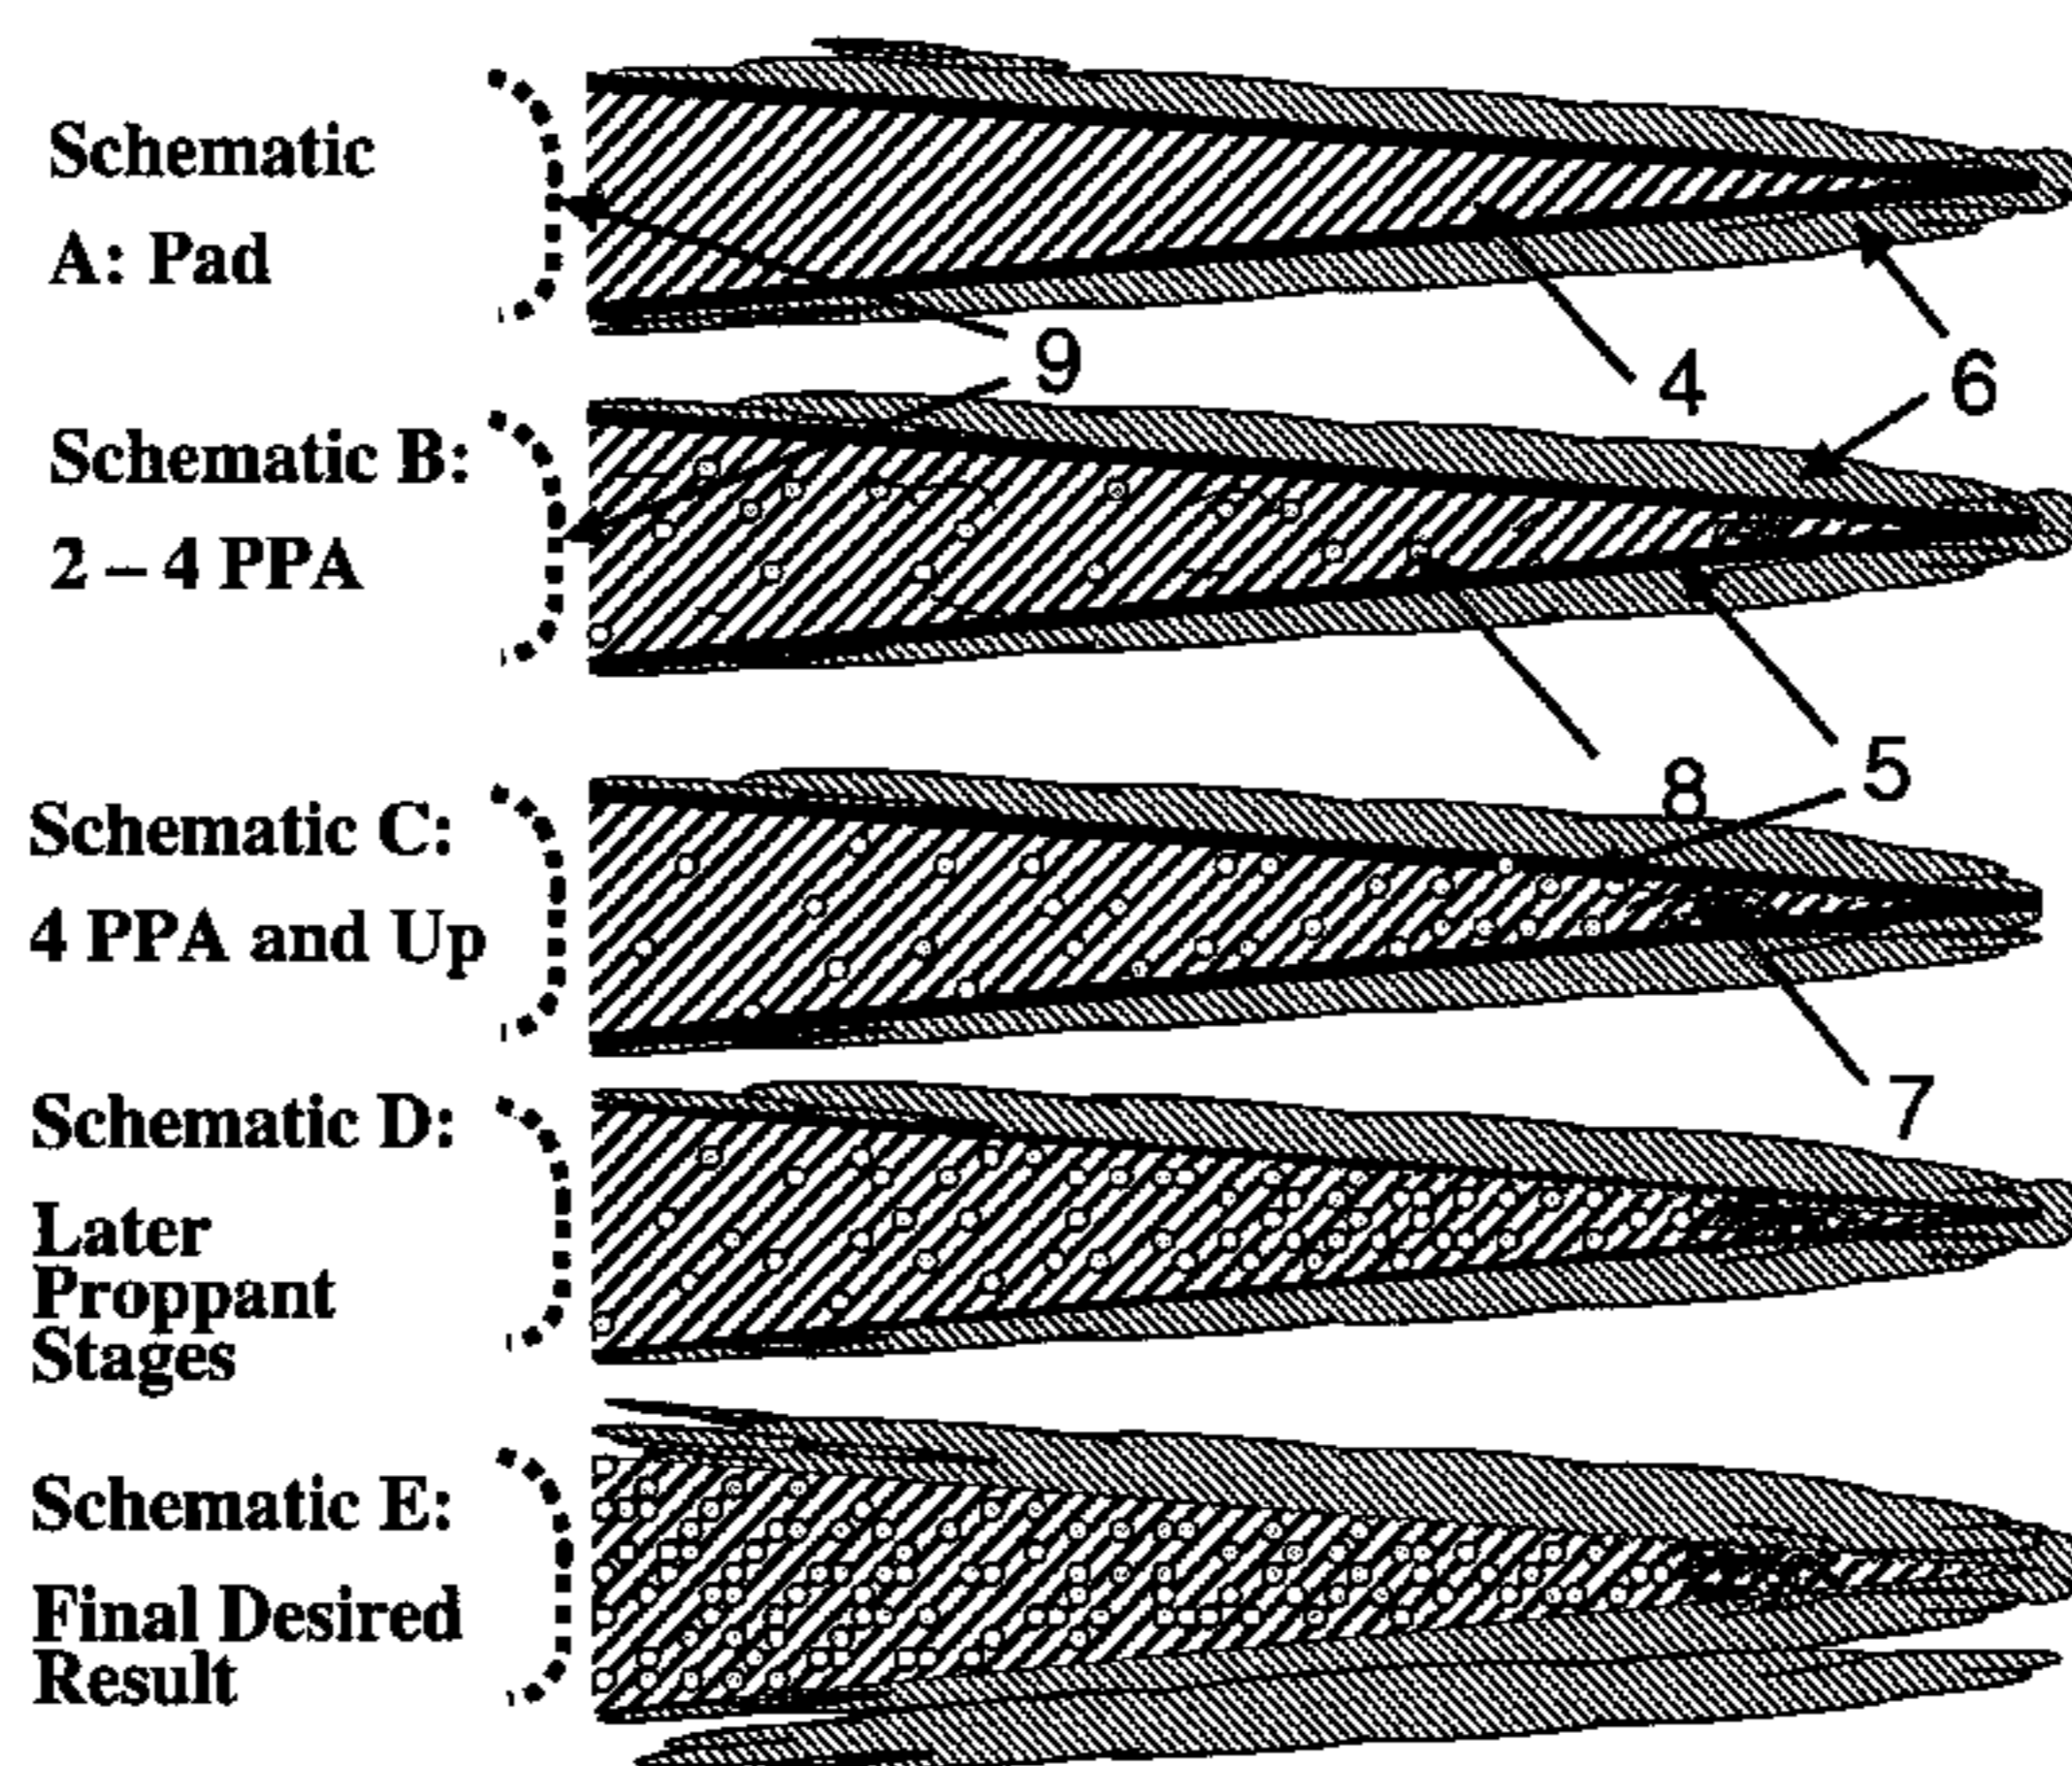 Schematic
A: Pad
9
4
6
Schematic B:
2 – 4 PPA
8
5
Schematic C:
4 PPA and Up
7
Schematic D:
Later
Proppant
Stages
Schematic E:
Final Desired
Result